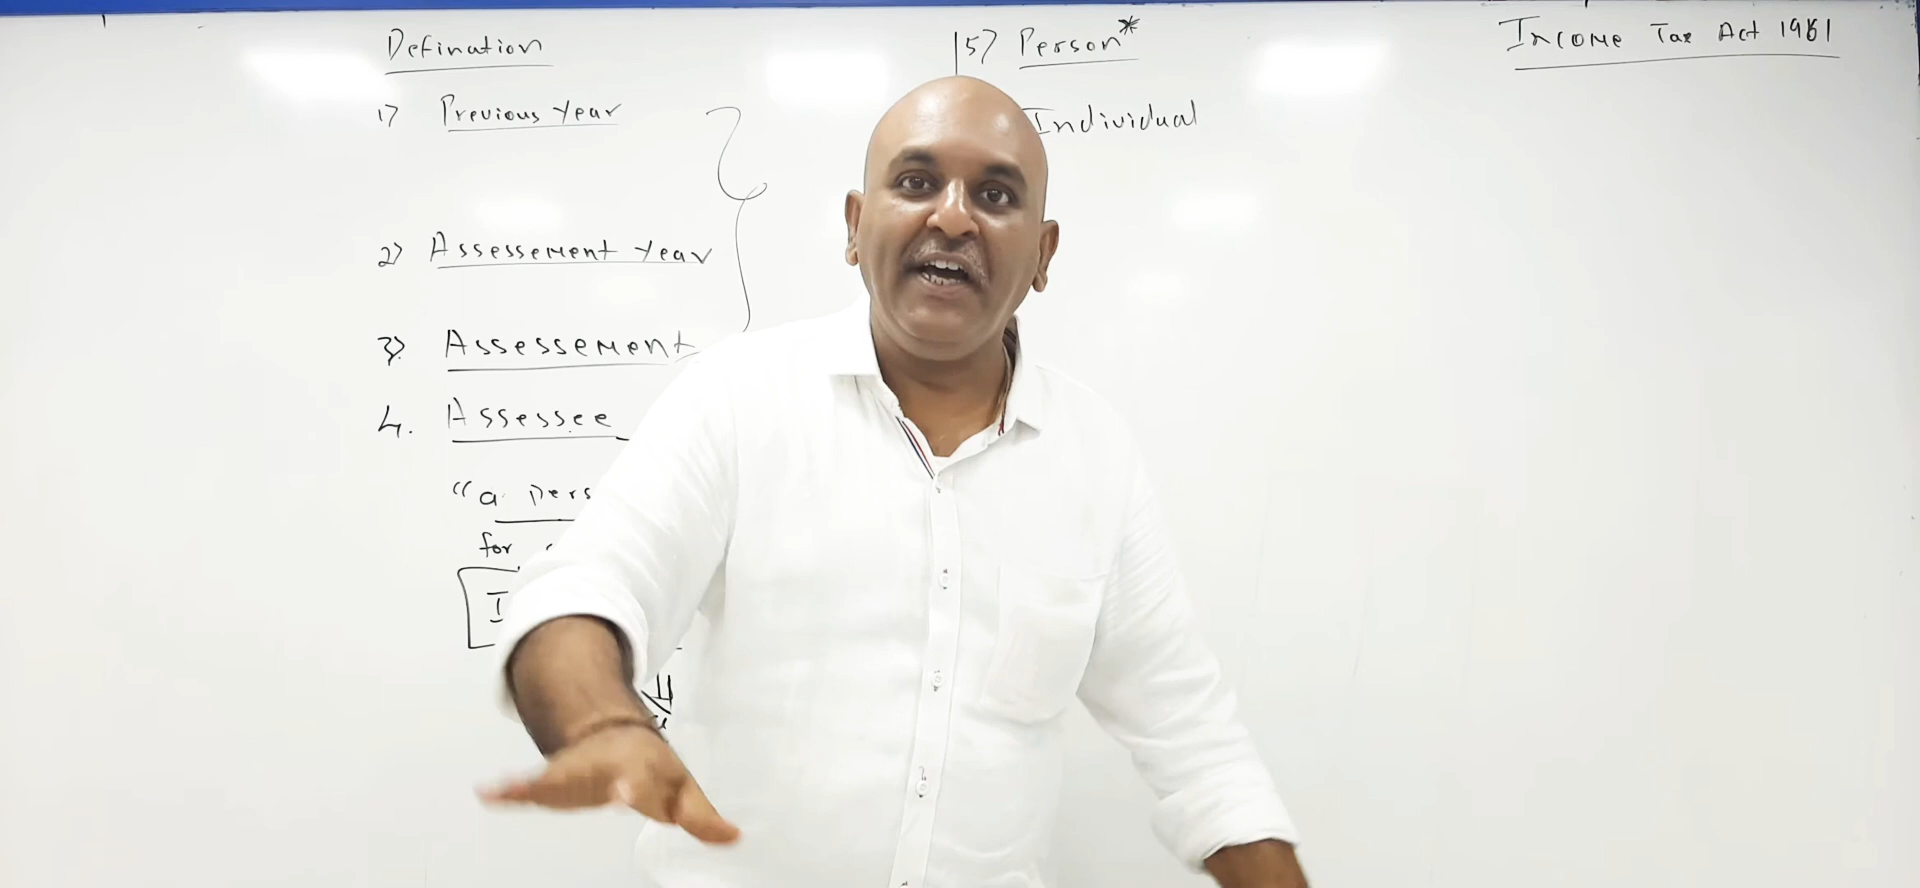 Defination
1) Previous Year
2) Assessement Year
3) Assessement
4. Assessee
"a pers
for
I
5) Person*
Individual
Income Tax Act 1961